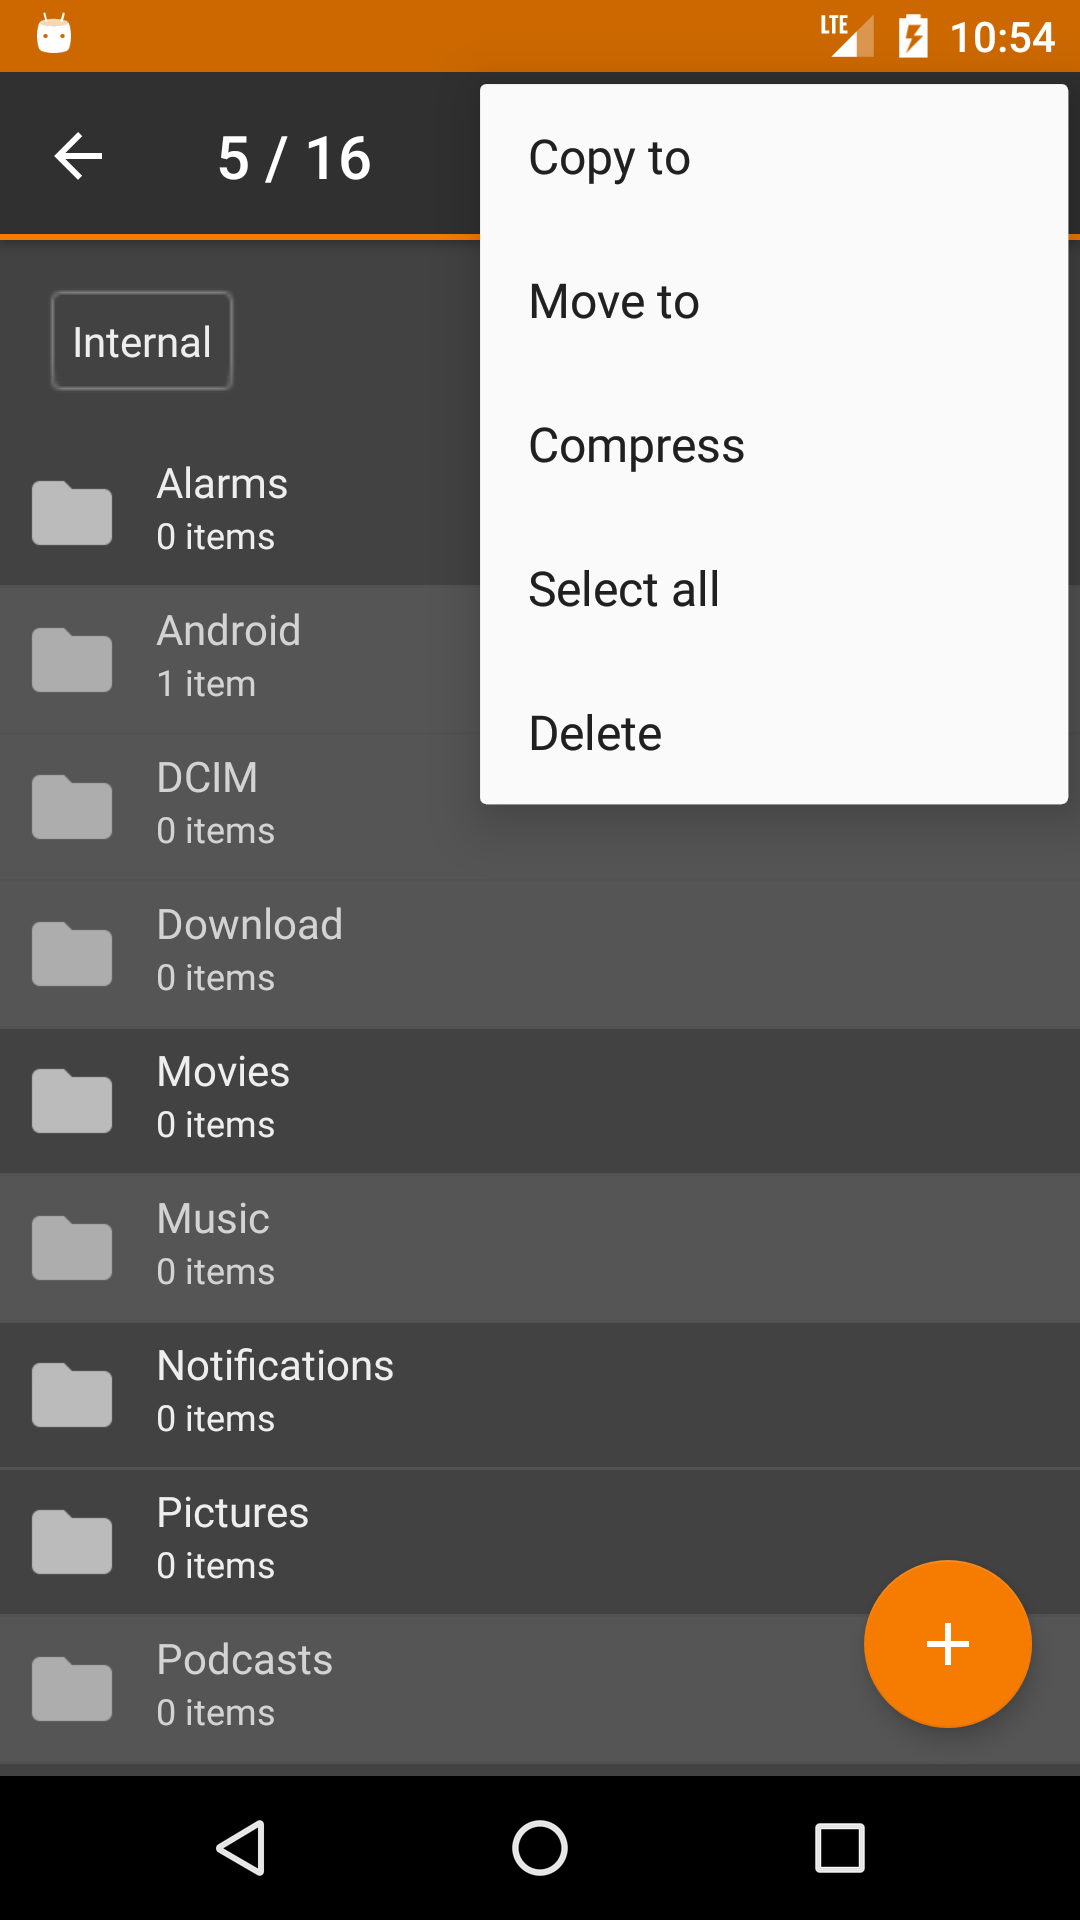 LTE 10:54
5 / 16
Copy to
Move to
Compress
Select all
Delete
Internal
Alarms
0 items
Android
1 item
DCIM
0 items
Download
0 items
Movies
0 items
Music
0 items
Notifications
0 items
Pictures
0 items
Podcasts
0 items